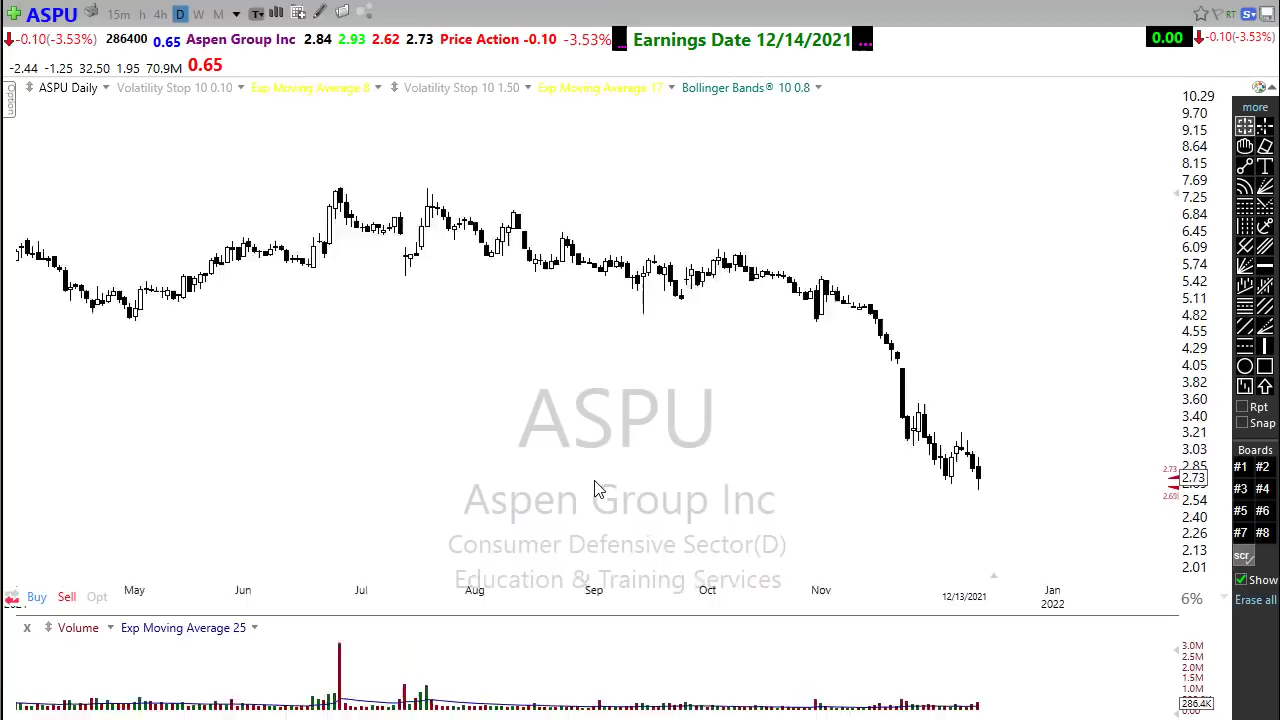 ASPU 15m h 4h D W M T RT S
-0.10(-3.53%) 286400 0.65 Aspen Group Inc 2.84 2.93 2.62 2.73 Price Action -0.10 -3.53% ... Earnings Date 12/14/2021 ... 0.00 -0.10(-3.53%)
-2.44 -1.25 32.50 1.95 70.9M 0.65
Option
ASPU Daily Volatility Stop 10 0.10 Exp Moving Average 8 Volatility Stop 10 1.50 Exp Moving Average 17 Bollinger Bands® 10 0.8
more
10.29
9.70
9.15
8.64
8.15
7.69
7.25
6.84
6.45
6.09
5.74
5.42
5.11
4.82
4.55
4.29
4.05
3.82
3.60
3.40
3.21
3.03
2.85
2.73 2.73
2.69
2.54
2.40
2.26
2.13
2.01
Rpt
Snap
Boards
#1 #2
#3 #4
#5 #6
#7 #8
scr
Show
Erase all
ASPU
Aspen Group Inc
Consumer Defensive Sector(D)
Education & Training Services
May Jun Jul Aug Sep Oct Nov 12/13/2021 Jan
2022
Buy Sell Opt 6%
X Volume Exp Moving Average 25
3.0M
2.5M
2.0M
1.5M
1.0M
286.4K
0.00